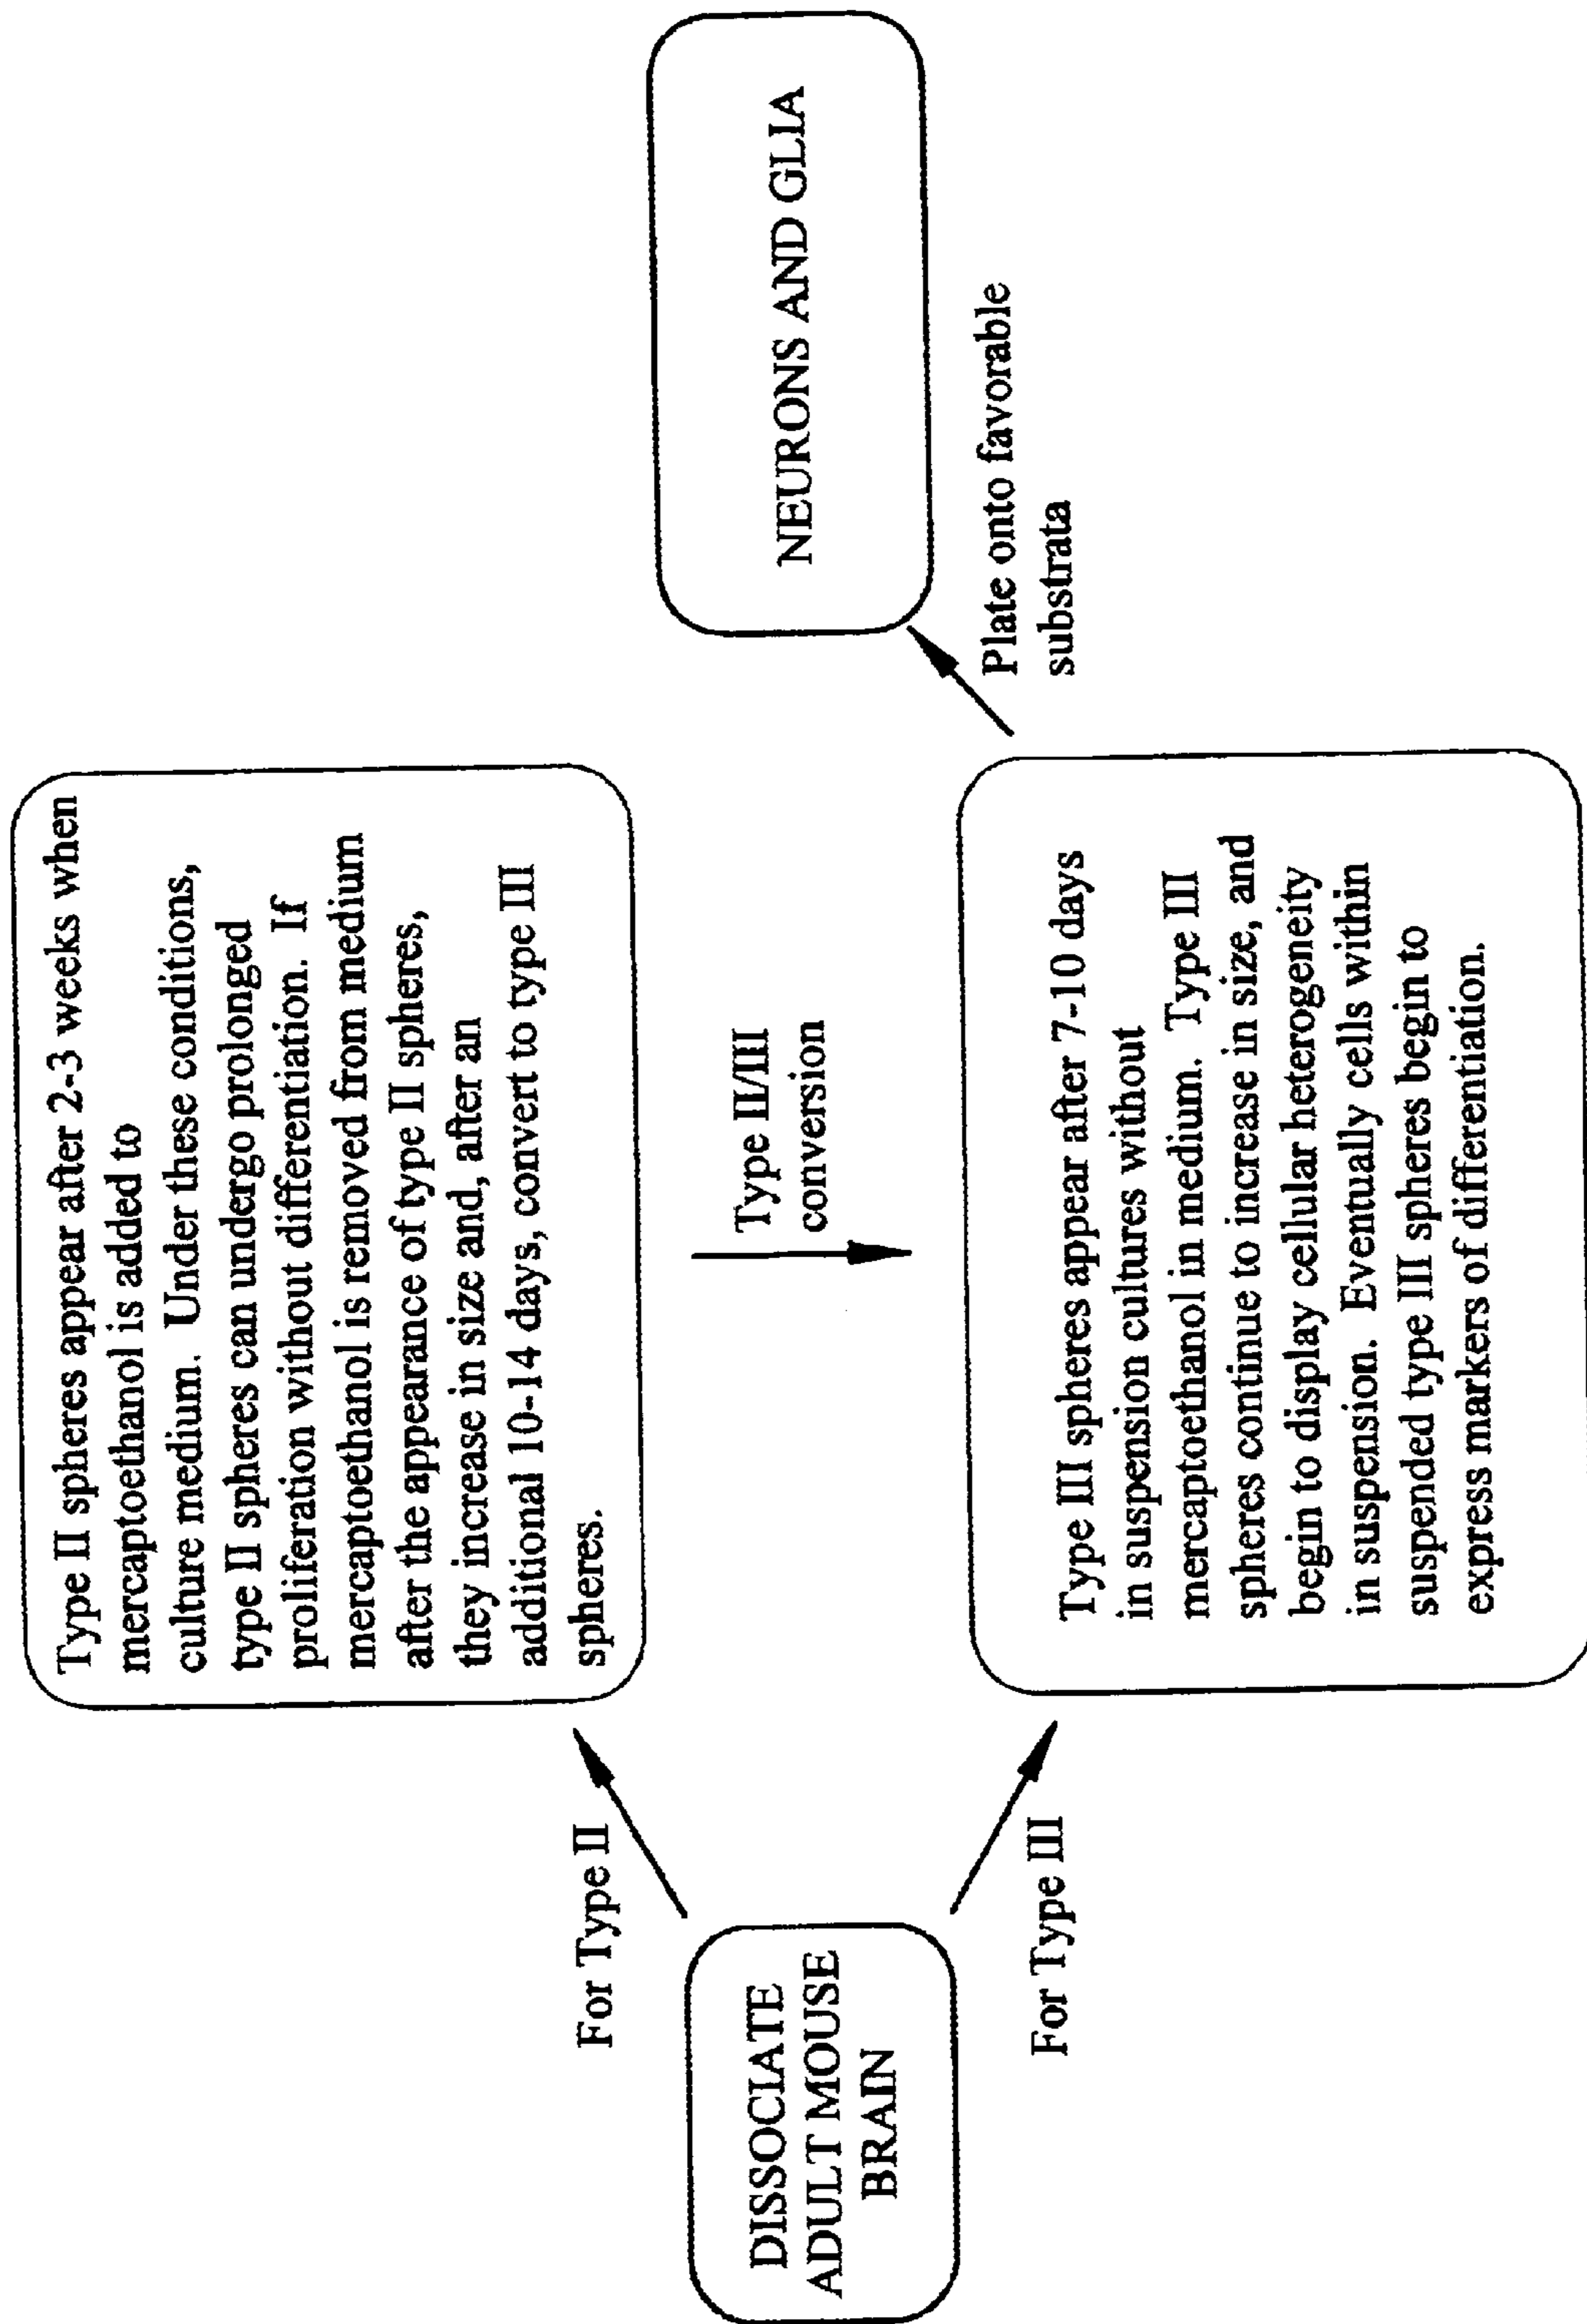 DISSOCIATE
ADULT MOUSE
BRAIN
For Type II
For Type III
Type II spheres appear after 2-3 weeks when
mercaptoethanol is added to
culture medium. Under these conditions,
type II spheres can undergo prolonged
proliferation without differentiation. If
mercaptoethanol is removed from medium
after the appearance of type II spheres,
they increase in size and, after an
additional 10-14 days, convert to type III
spheres.
Type II/III
conversion
Type III spheres appear after 7-10 days
in suspension cultures without
mercaptoethanol in medium. Type III
spheres continue to increase in size, and
begin to display cellular heterogeneity
in suspension. Eventually cells within
suspended type III spheres begin to
express markers of differentiation.
Plate onto favorable
substrata
NEURONS AND GLIA